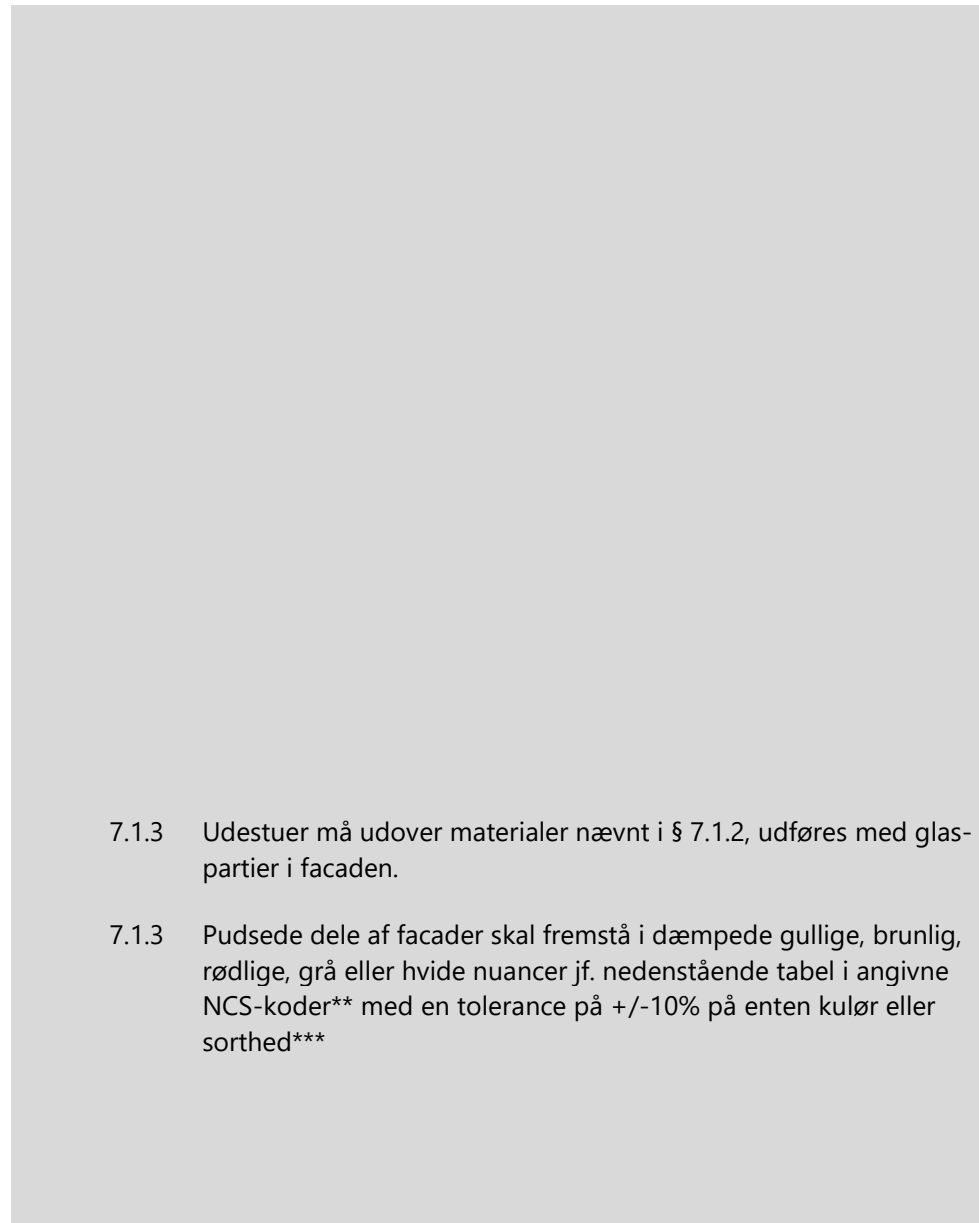 7.1.3 Udestuer må udover materialer nævnt i § 7.1.2, udføres med glas-
partier i facaden.
7.1.3 Pudsede dele af facader skal fremstå i dæmpede gullige, brunlig,
rødlige, grå eller hvide nuancer jf. nedenstående tabel i angivne
NCS-koder** med en tolerance på +/-10% på enten kulør eller
sorthed***